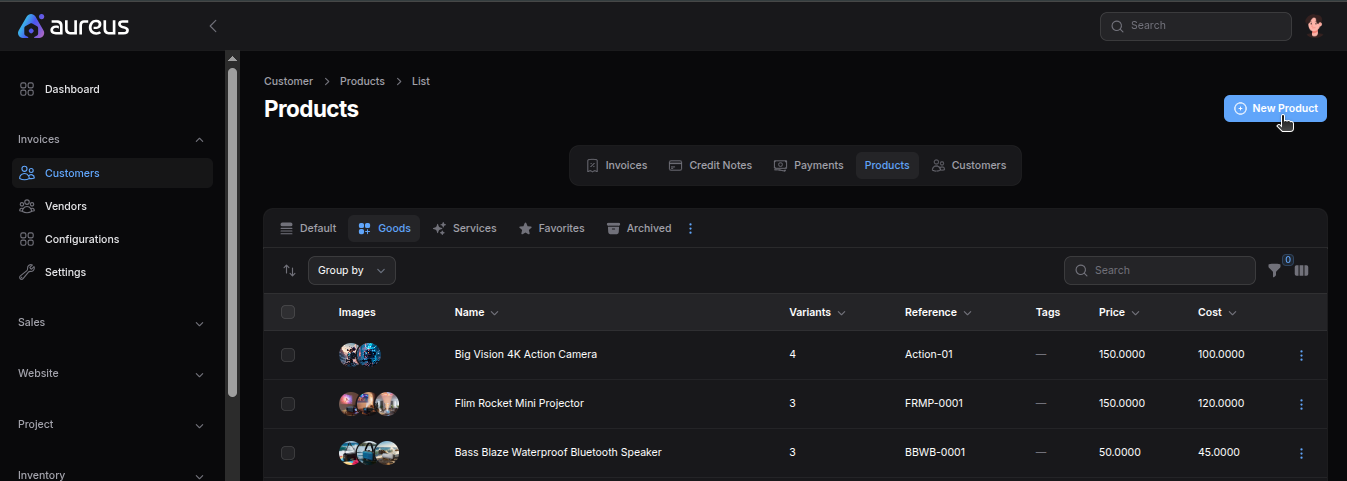 aureus
Search
Dashboard
Invoices
Customers
Vendors
Configurations
Settings
Sales
Website
Project
Inventory
Customer > Products > List
Products
New Product
Invoices Credit Notes Payments Products Customers
Default Goods Services Favorites Archived
Group by
Search
0
Images Name Variants Reference Tags Price Cost
Big Vision 4K Action Camera 4 Action-01 — 150.0000 100.0000
Flim Rocket Mini Projector 3 FRMP-0001 — 150.0000 120.0000
Bass Blaze Waterproof Bluetooth Speaker 3 BBWB-0001 — 50.0000 45.0000